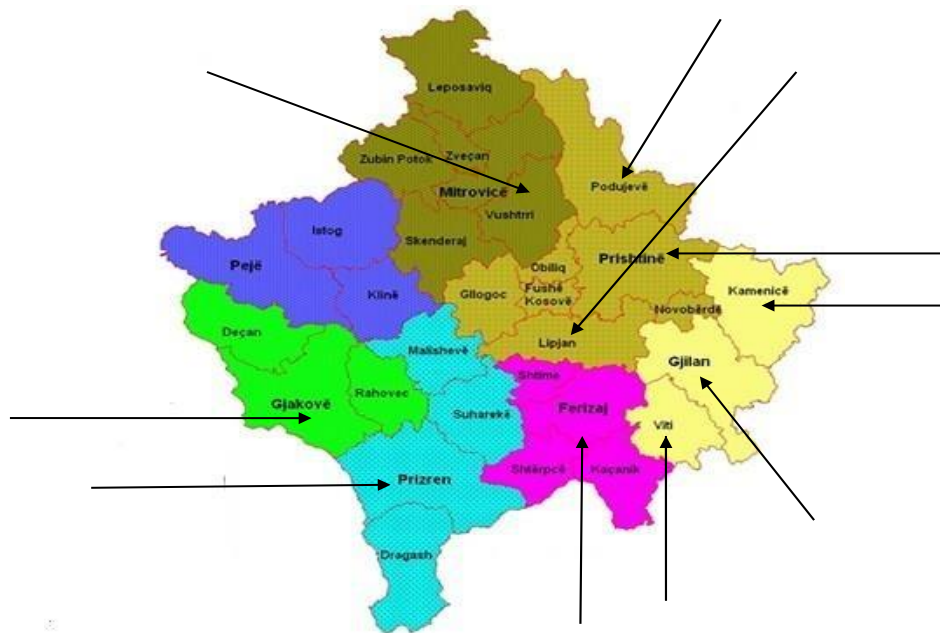 Leposaviq
Zubin Potok
Zveçan
Mitrovicë
Podujevë
Vushtrri
Istog
Skenderaj
Pejë
Obiliq
Prishtinë
Fushë
Kosovë
Gllogoc
Klinë
Kamenicë
Novobërdë
Deçan
Malishevë
Lipjan
Gjilan
Shtime
Gjakovë
Rahovec
Suharekë
Ferizaj
Viti
Shtërpcë
Kaçanik
Prizren
Dragash